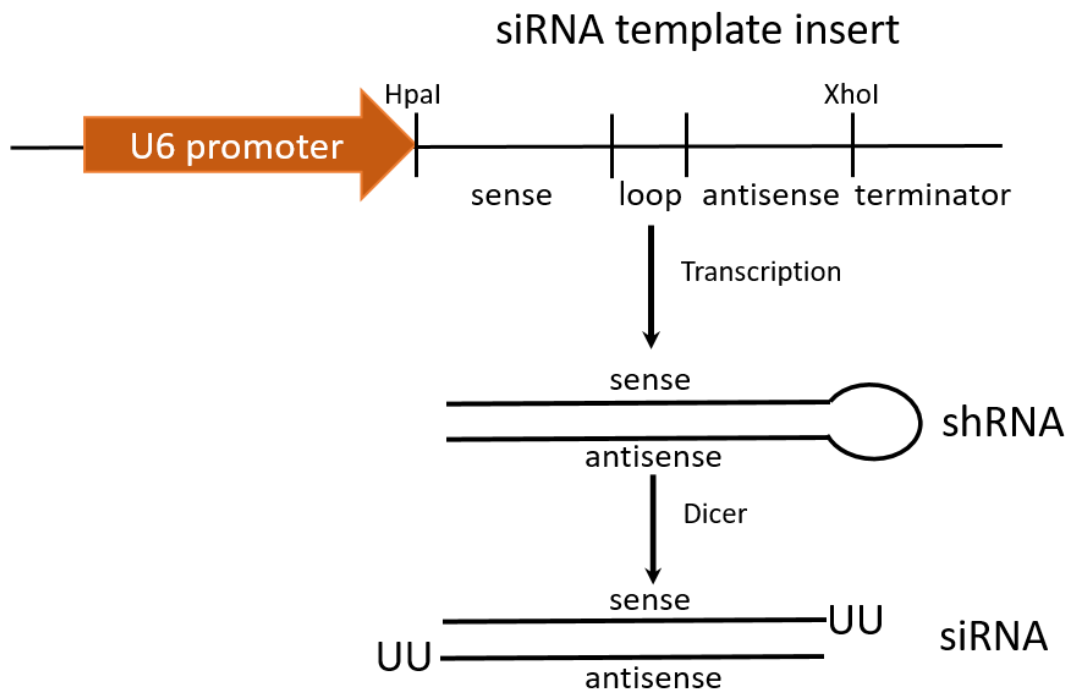 siRNA template insert
HpaI
XhoI
U6 promoter
sense
loop
antisense
terminator
Transcription
sense
shRNA
antisense
Dicer
sense
UU
siRNA
UU
antisense